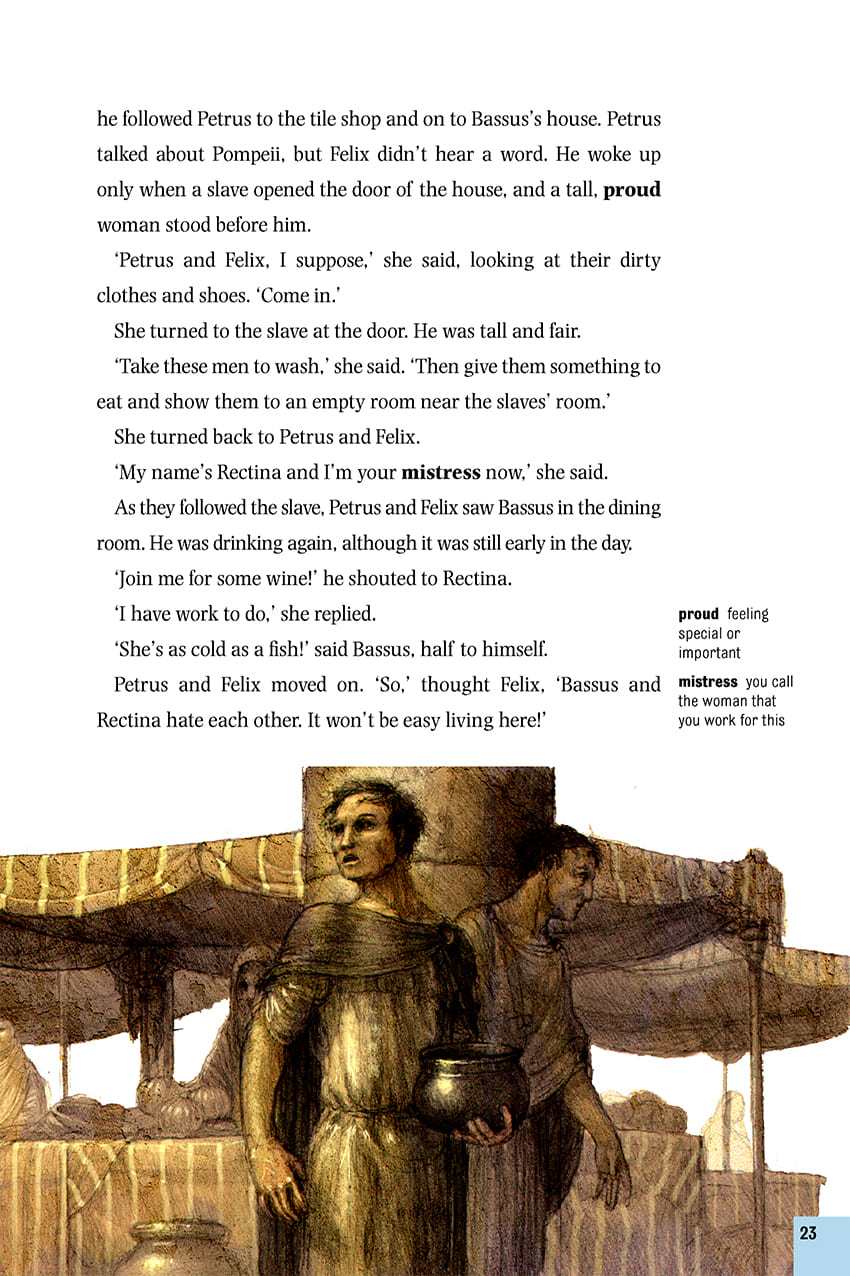 he followed Petrus to the tile shop and on to Bassus’s house. Petrus
talked about Pompeii, but Felix didn’t hear a word. He woke up
only when a slave opened the door of the house, and a tall, proud
woman stood before him.
‘Petrus and Felix, I suppose,’ she said, looking at their dirty
clothes and shoes. ‘Come in.’
She turned to the slave at the door. He was tall and fair.
‘Take these men to wash,’ she said. ‘Then give them something to
eat and show them to an empty room near the slaves’ room.’
She turned back to Petrus and Felix.
‘My name’s Rectina and I’m your mistress now,’ she said.
As they followed the slave, Petrus and Felix saw Bassus in the dining
room. He was drinking again, although it was still early in the day.
‘Join me for some wine!’ he shouted to Rectina.
‘I have work to do,’ she replied.
‘She’s as cold as a fish!’ said Bassus, half to himself.
Petrus and Felix moved on. ‘So,’ thought Felix, ‘Bassus and
Rectina hate each other. It won’t be easy living here!’
proud feeling
special or
important
mistress you call
the woman that
you work for this
23